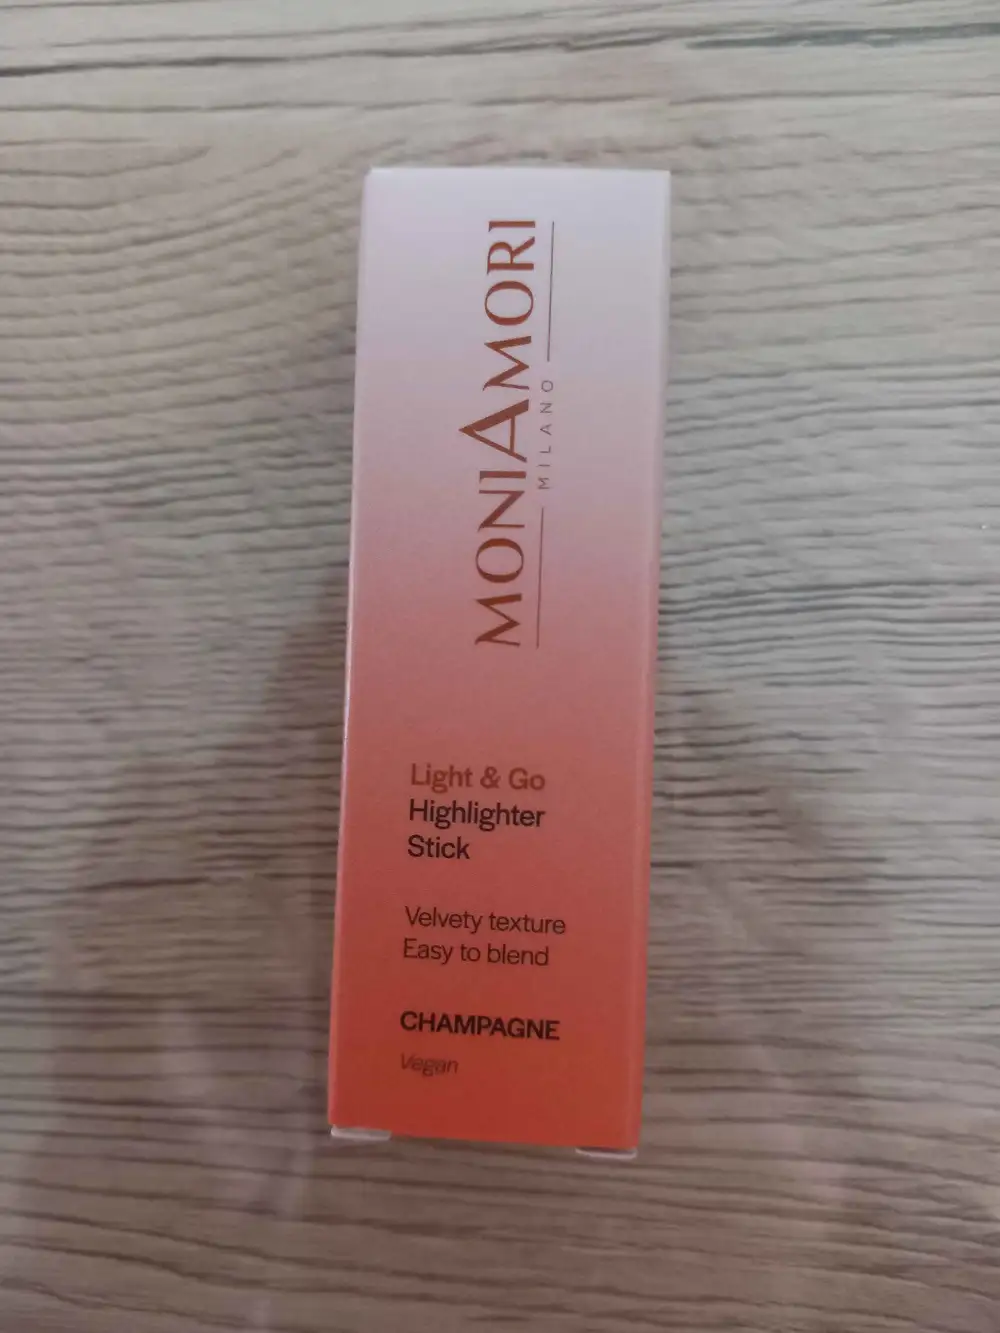 MONIAMORI
MILANO
Light & Go
Highlighter
Stick
Velvety texture
Easy to blend
CHAMPAGNE
Vegan